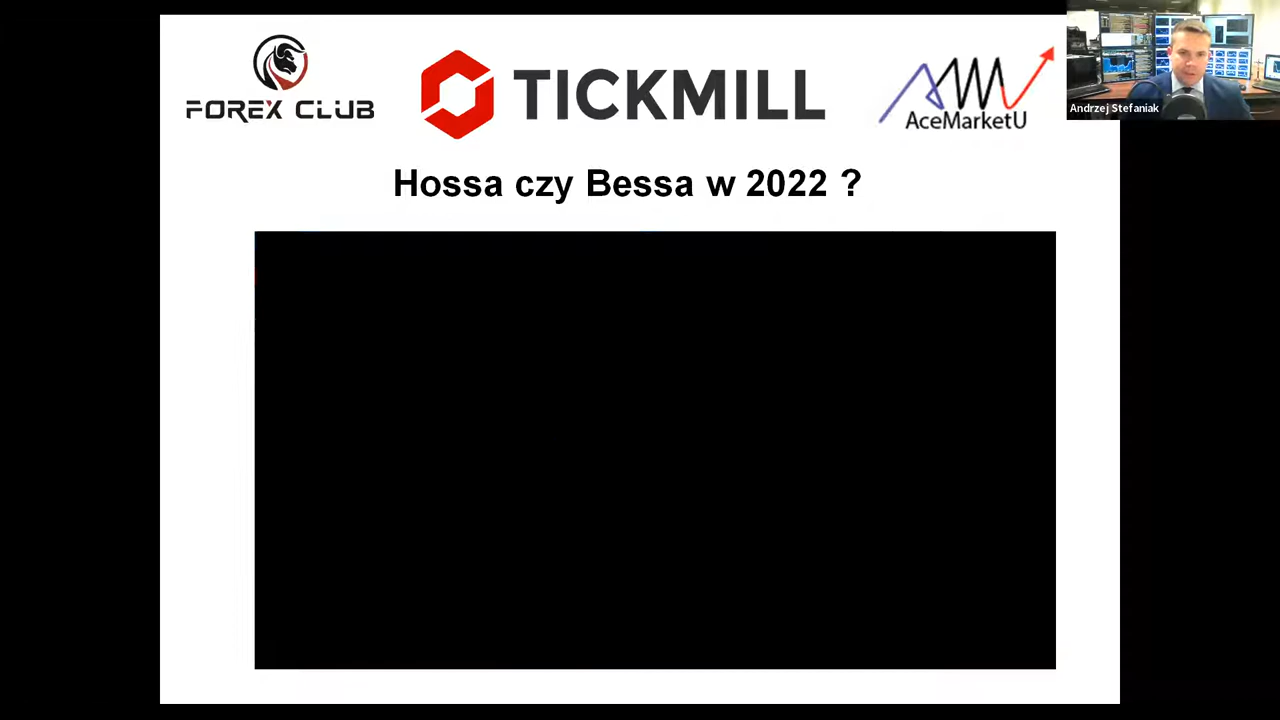 FOREX CLUB
TICKMILL
AceMarketU
Andrzej Stefaniak
Hossa czy Bessa w 2022 ?